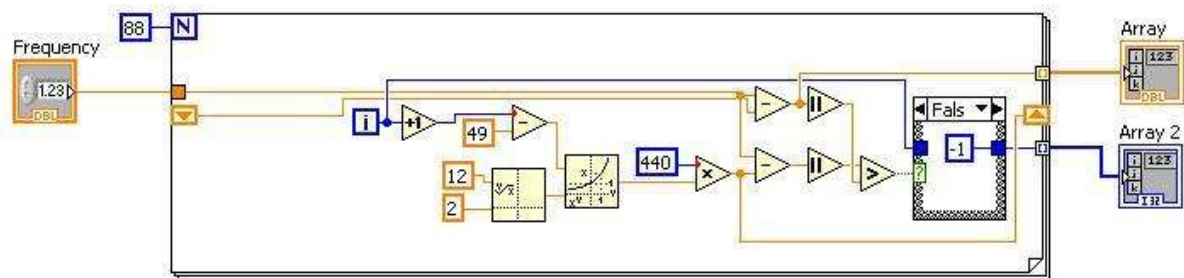 88
N
Frequency
1.23
DBL
Array
i
j
k
123
DBL
i
+1
49
12
y√x
2
x
x^y
440
×
>
Fals
-1
?
Array 2
i
j
k
123
I32